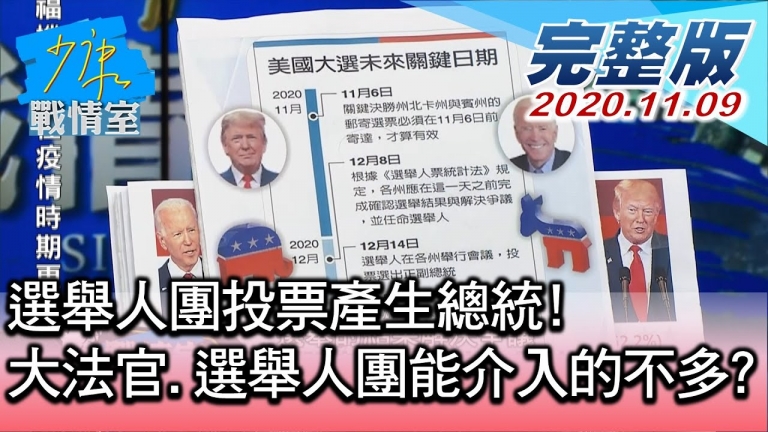 少康
戰情室
完整版
2020.11.09
美國大選未來關鍵日期
2020
11月
11月6日
關鍵決勝州北卡州與賓州的
郵寄選票必須在11月6日前
寄達，才算有效
12月8日
根據《選舉人票統計法》規
定，各州應在這一天之前完
成確認選舉結果與解決爭議
，並任命選舉人
2020
12月
12月14日
選舉人在各州舉行會議，投
票選出正副總統
疫情時期
選舉人團投票產生總統!
大法官.選舉人團能介入的不多?